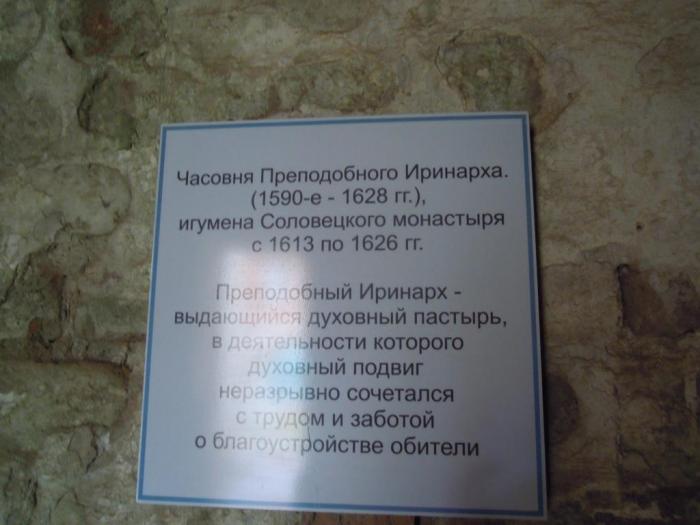 Часовня Преподобного Иринарха.
(1590-е - 1628 гг.),
игумена Соловецкого монастыря
с 1613 по 1626 гг.
Преподобный Иринарх -
выдающийся духовный пастырь,
в деятельности которого
духовный подвиг
неразрывно сочетался
с трудом и заботой
о благоустройстве обители